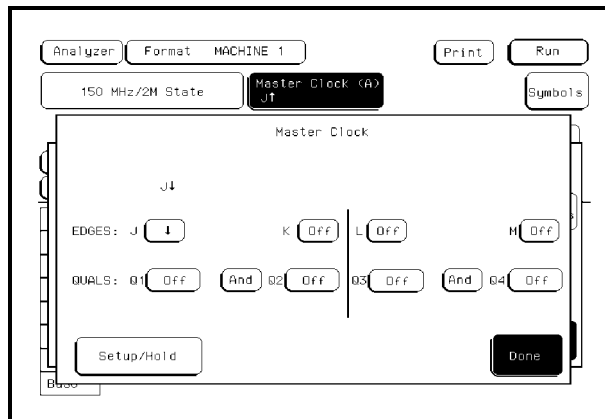 Analyzer Format MACHINE 1 Print Run
150 MHz/2M State Master Clock (A) Symbols
J↑
Master Clock
J↓
EDGES: J ↓ K Off L Off M Off
QUALS: Q1 Off And Q2 Off Q3 Off And Q4 Off
Setup/Hold Done